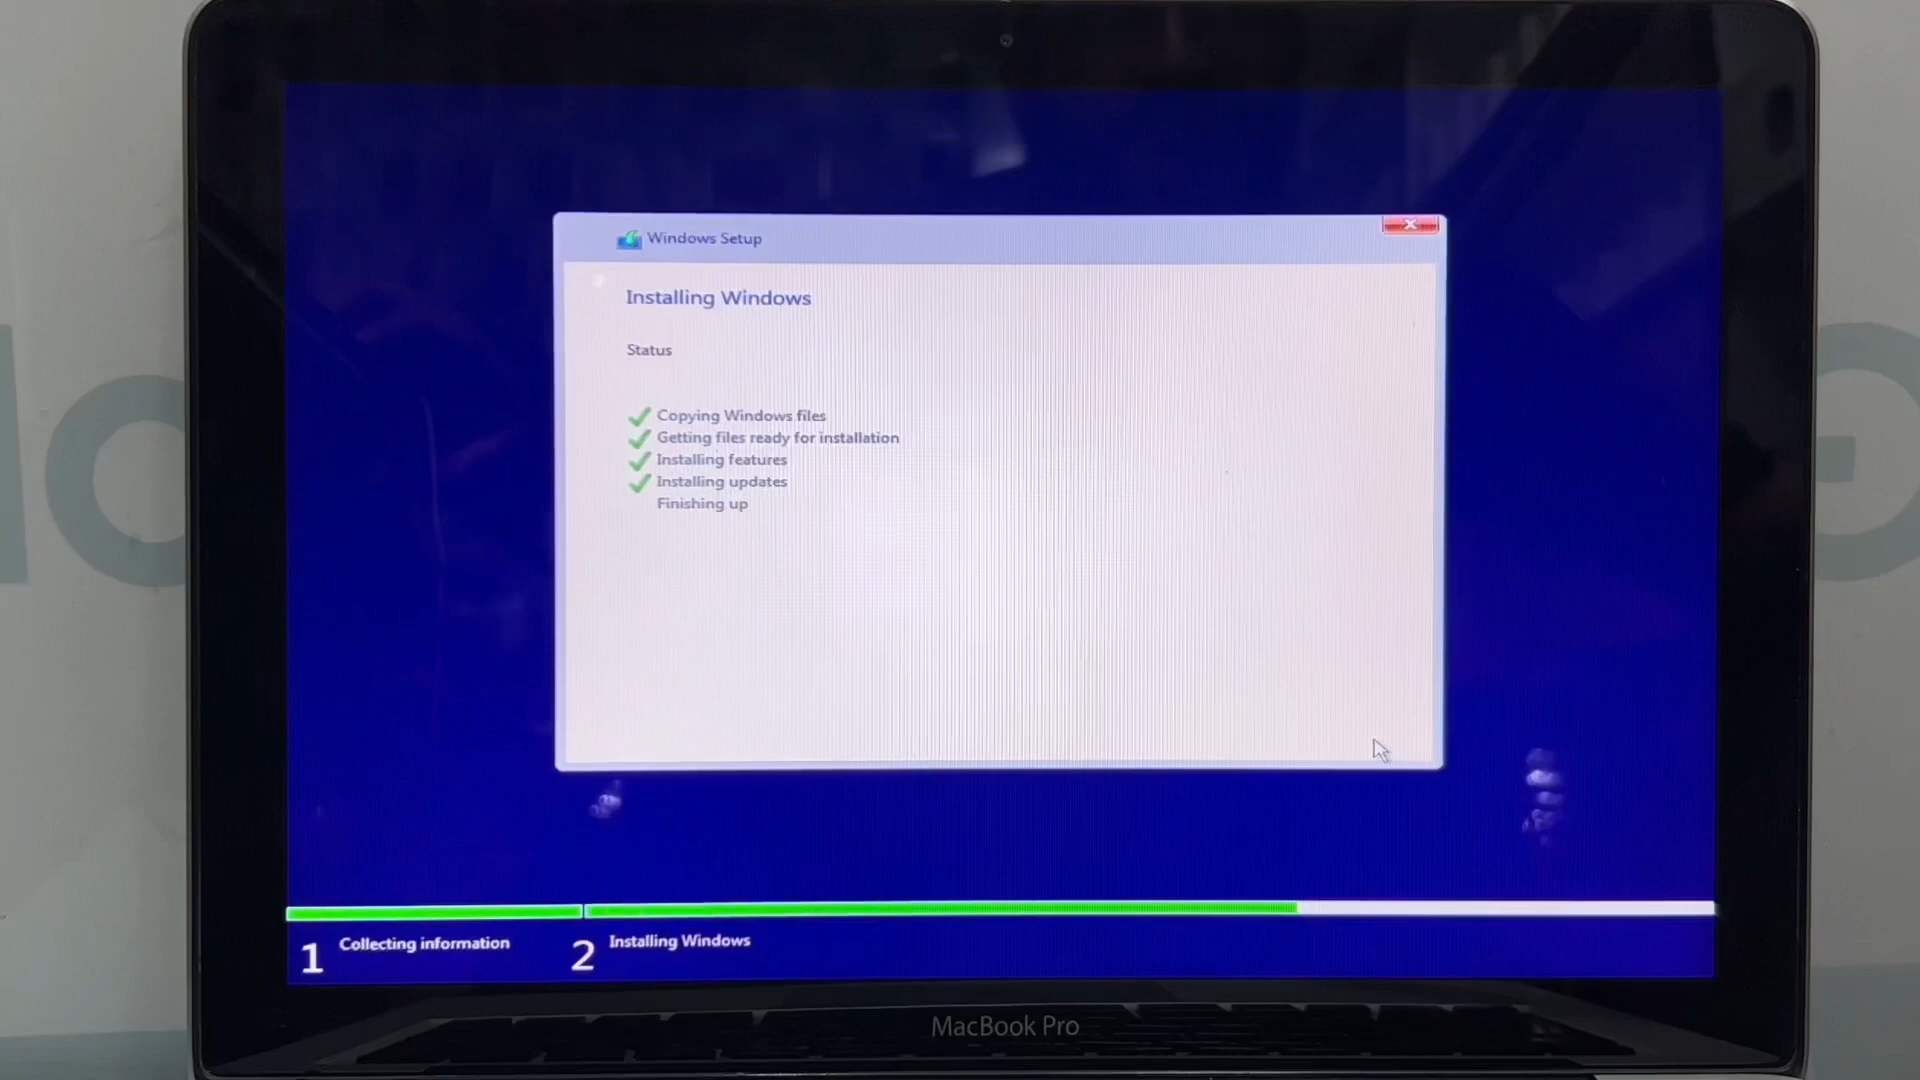 Windows Setup
Installing Windows
Status
Copying Windows files
Getting files ready for installation
Installing features
Installing updates
Finishing up
1 Collecting information
2 Installing Windows
MacBook Pro